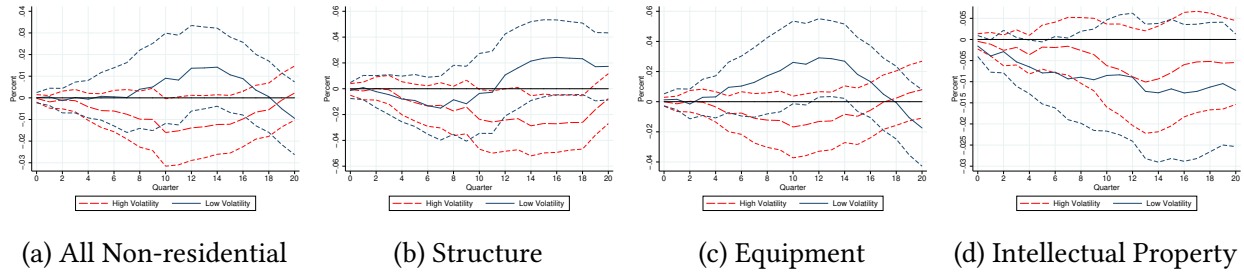 .04
.03
.02
.01
0
-.01
-.02
-.03
Percent
0 2 4 6 8 10 12 14 16 18 20
Quarter
High Volatility Low Volatility
(a) All Non-residential
.06
.04
.02
0
-.02
-.04
-.06
Percent
0 2 4 6 8 10 12 14 16 18 20
Quarter
High Volatility Low Volatility
(b) Structure
.06
.04
.02
0
-.02
-.04
Percent
0 2 4 6 8 10 12 14 16 18 20
Quarter
High Volatility Low Volatility
(c) Equipment
.005
0
-.005
-.01
-.015
-.02
-.025
-.03
Percent
0 2 4 6 8 10 12 14 16 18 20
Quarter
High Volatility Low Volatility
(d) Intellectual Property